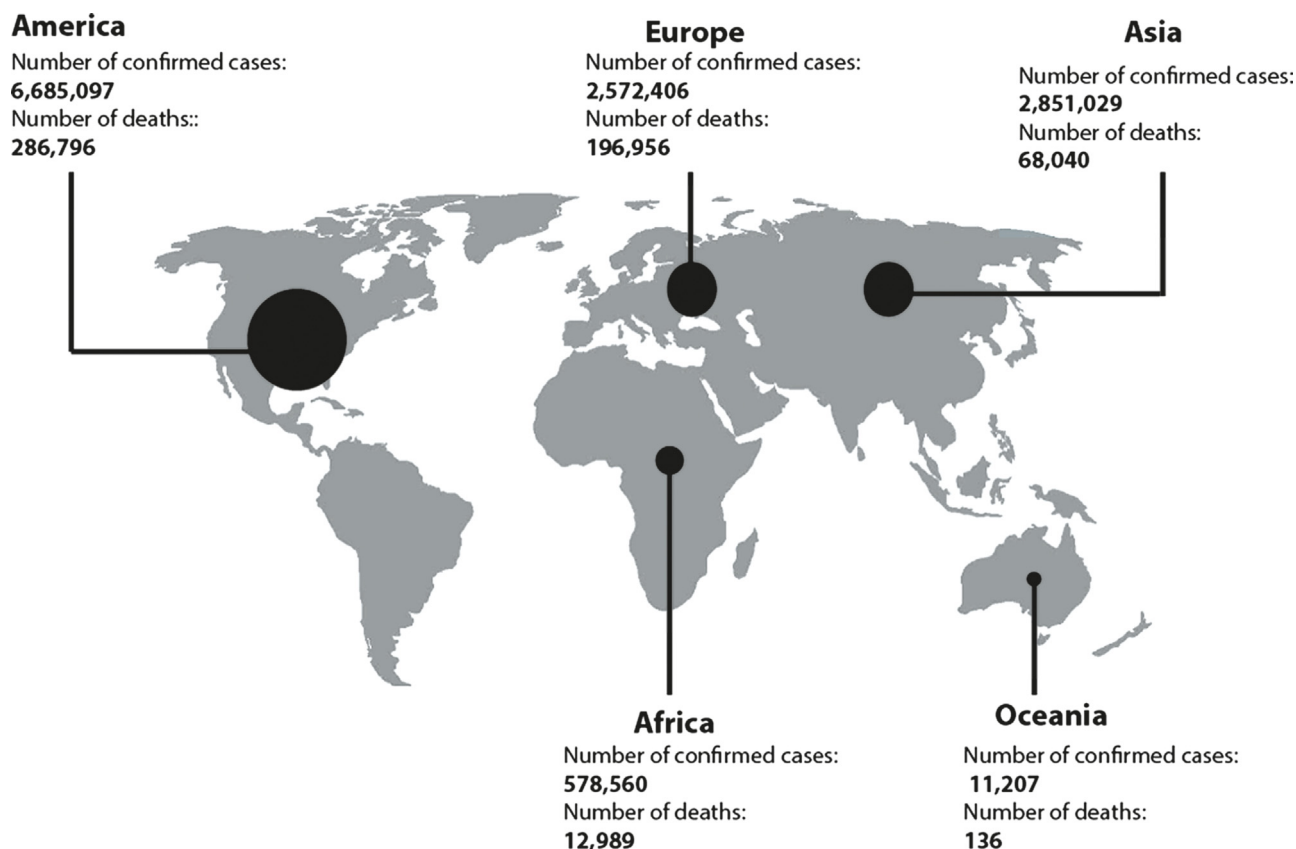 America
Number of confirmed cases:
6,685,097
Number of deaths::
286,796
Europe
Number of confirmed cases:
2,572,406
Number of deaths:
196,956
Asia
Number of confirmed cases:
2,851,029
Number of deaths:
68,040
Africa
Number of confirmed cases:
578,560
Number of deaths:
12,989
Oceania
Number of confirmed cases:
11,207
Number of deaths:
136